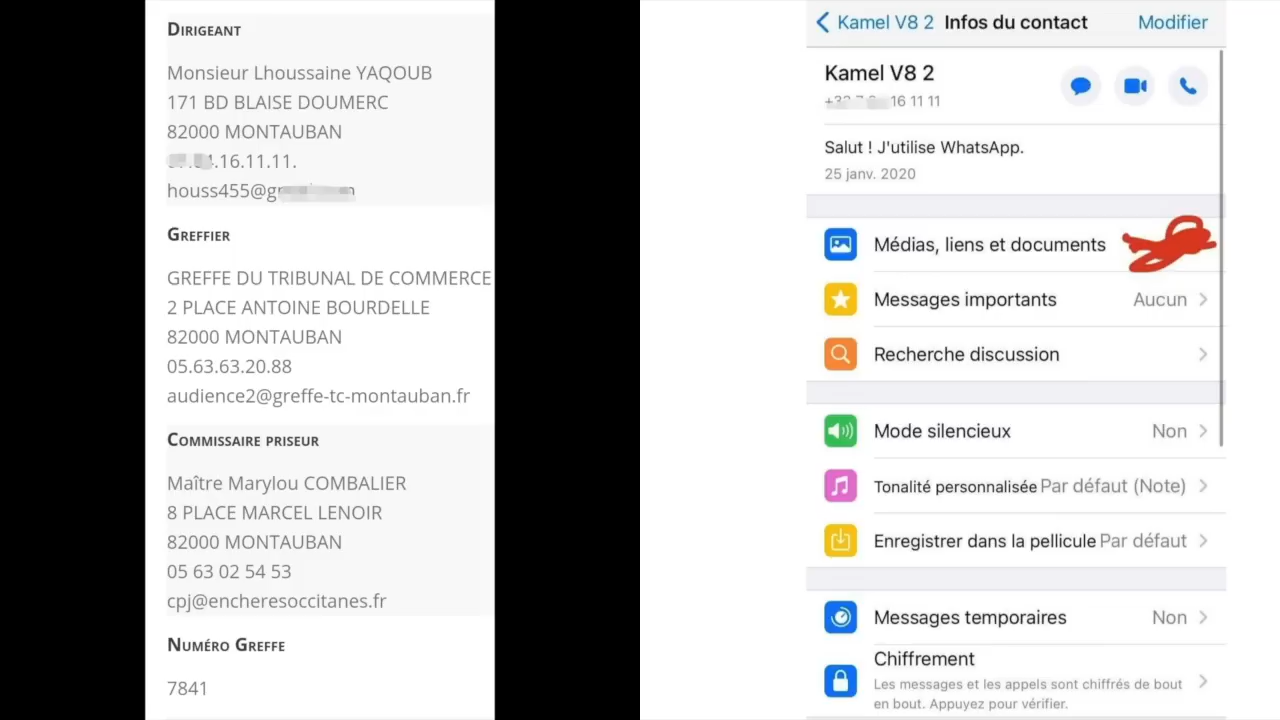 Dirigeant
Monsieur Lhoussaine YAQOUB
171 BD BLAISE DOUMERC
82000 MONTAUBAN
.16.11.11.
houss455@g
Greffier
GREFFE DU TRIBUNAL DE COMMERCE
2 PLACE ANTOINE BOURDELLE
82000 MONTAUBAN
05.63.63.20.88
audience2@greffe-tc-montauban.fr
Commissaire priseur
Maître Marylou COMBALIER
8 PLACE MARCEL LENOIR
82000 MONTAUBAN
05 63 02 54 53
cpj@encheresoccitanes.fr
Numéro Greffe
7841
Kamel V8 2 Infos du contact Modifier
Kamel V8 2
16 11 11
Salut ! J'utilise WhatsApp.
25 janv. 2020
Médias, liens et documents
Messages importants Aucun
Recherche discussion
Mode silencieux Non
Tonalité personnalisée Par défaut (Note)
Enregistrer dans la pellicule Par défaut
Messages temporaires Non
Chiffrement
Les messages et les appels sont chiffrés de bout
en bout. Appuyez pour vérifier.